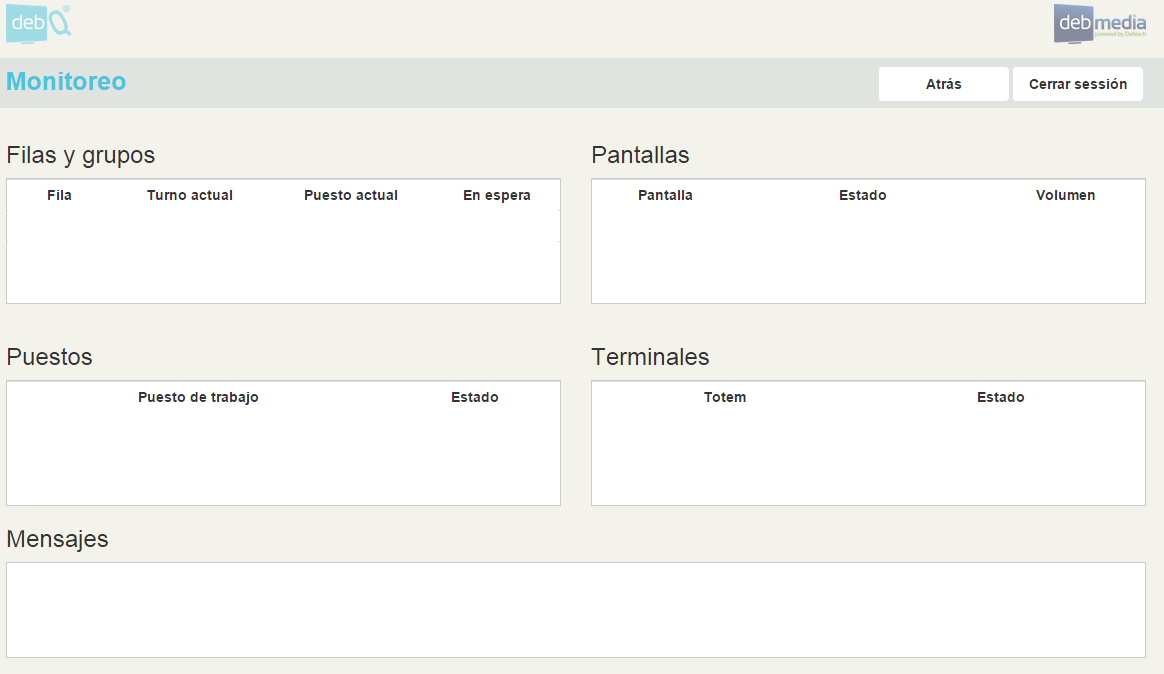 debQ®
debmedia
powered by Debtech
Monitoreo
Atrás
Cerrar sessión
Filas y grupos
Fila Turno actual Puesto actual En espera
Pantallas
Pantalla Estado Volumen
Puestos
Puesto de trabajo Estado
Terminales
Totem Estado
Mensajes